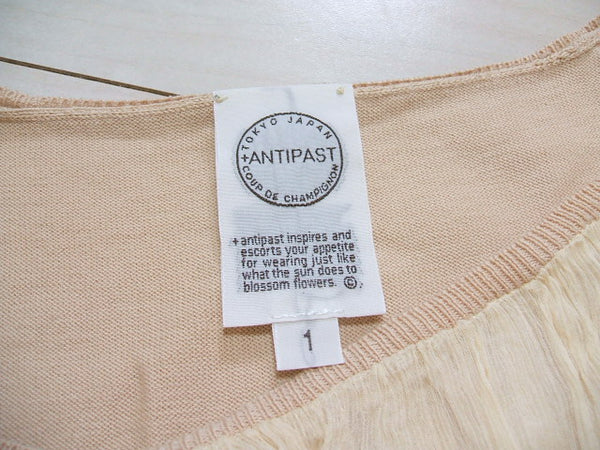 TOKYO JAPAN
+ANTIPAST
COUP DE CHAMPIGNON
+antipast inspires and
escorts your appetite
for wearing just like
what the sun does to
blossom flowers. ©
1